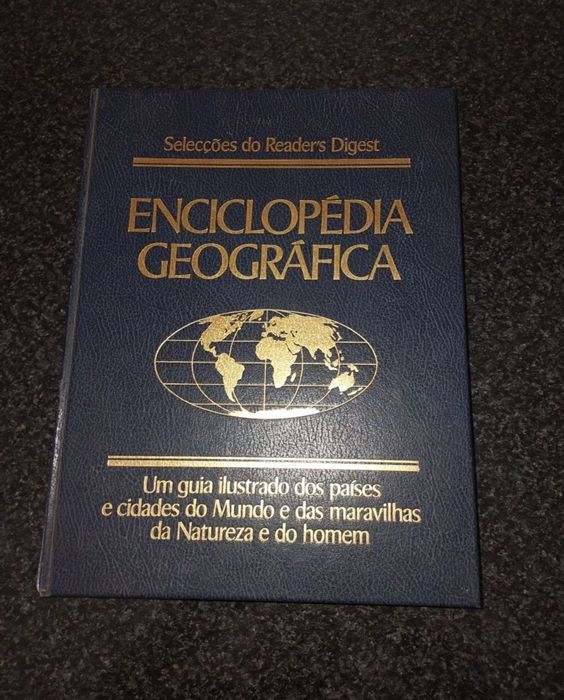 Selecções do Reader's Digest
ENCICLOPÉDIA
GEOGRÁFICA
Um guia ilustrado dos países
e cidades do Mundo e das maravilhas
da Natureza e do homem